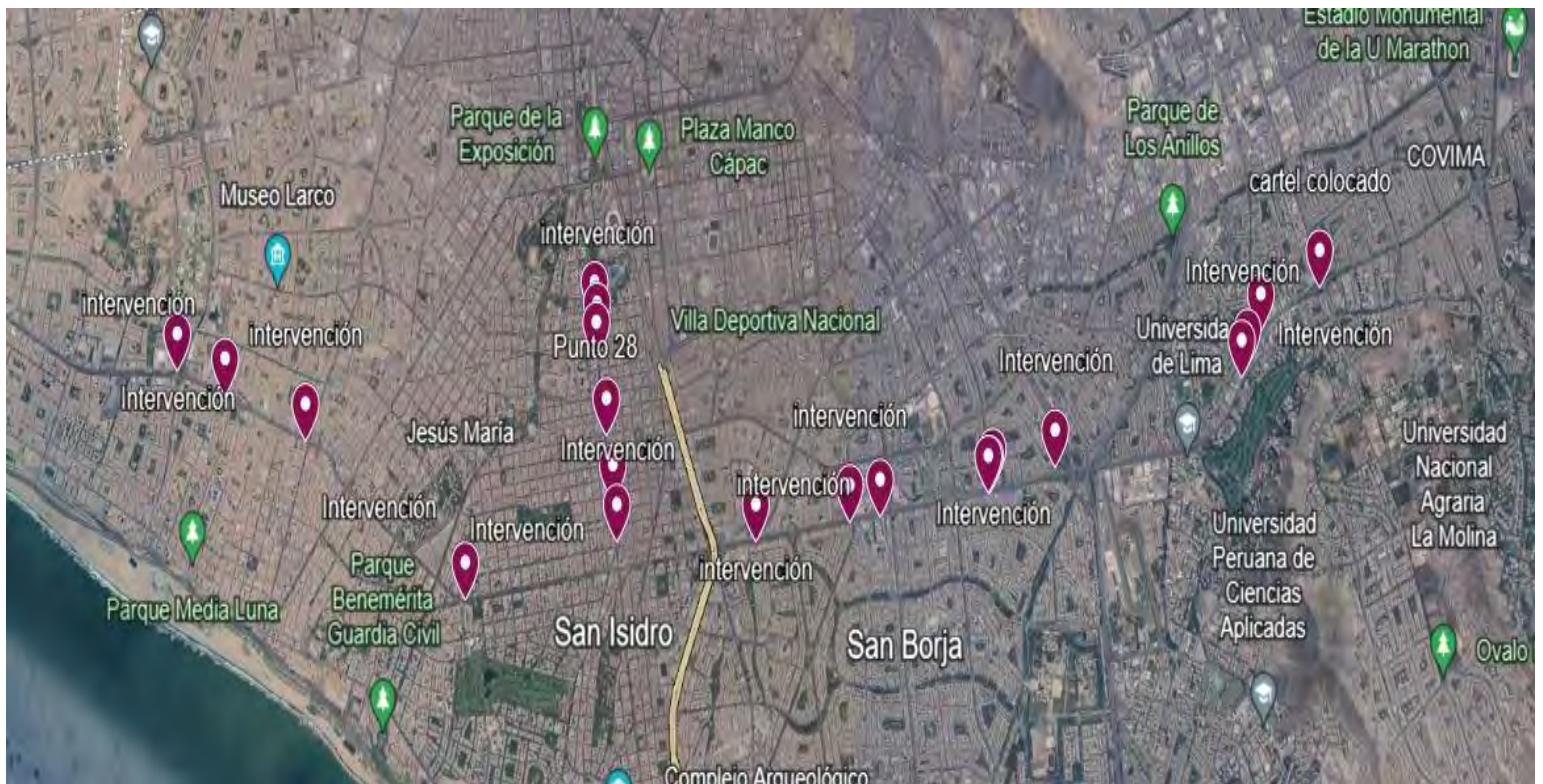 Estadio Monumental
de la U Marathon
Parque de la
Exposición
Plaza Manco
Cápac
Parque de
Los Anillos
COVIMA
cartel colocado
Museo Larco
intervención
Intervención
intervención
intervención
Villa Deportiva Nacional
Universida
de Lima
Intervención
Punto 28
Intervención
Intervención
intervención
Jesús María
Intervención
Universidad
Nacional
Agraria
La Molina
intervención
Intervención
Intervención
Intervención
Universidad
Peruana de
Ciencias
Aplicadas
Parque
Benemérita
Guardia Civil
intervención
Parque Media Luna
San Isidro
San Borja
Ovalo
Complejo Arqueológico